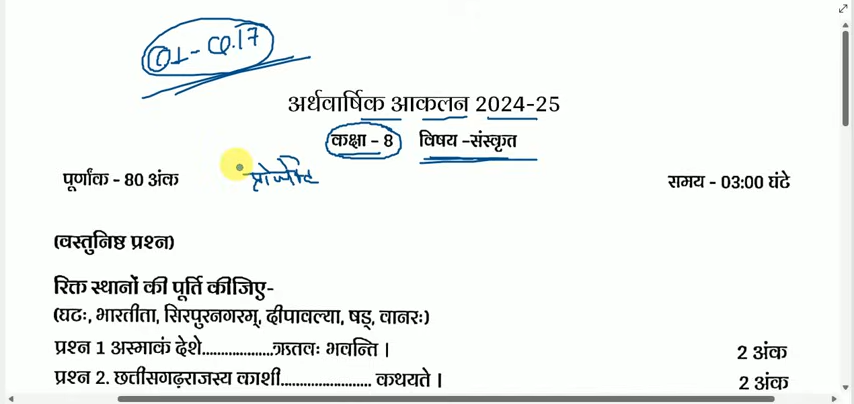 Q1-Q.17
अर्धवार्षिक आकलन 2024-25
कक्षा - 8 विषय -संस्कृत
पूर्णांक - 80 अंक प्रोजेक्ट समय - 03:00 घंटे
(वस्तुनिष्ठ प्रश्न)
रिक्त स्थानों की पूर्ति कीजिए-
(घटः, भारतीता, सिरपुरनगरम्, दीपावल्या, षड्, वानरः)
प्रश्न 1 अस्माकं देशे..................ऋतवः भवन्ति । 2 अंक
प्रश्न 2. छत्तीसगढ़राजस्य काशी....................... कथयते । 2 अंक